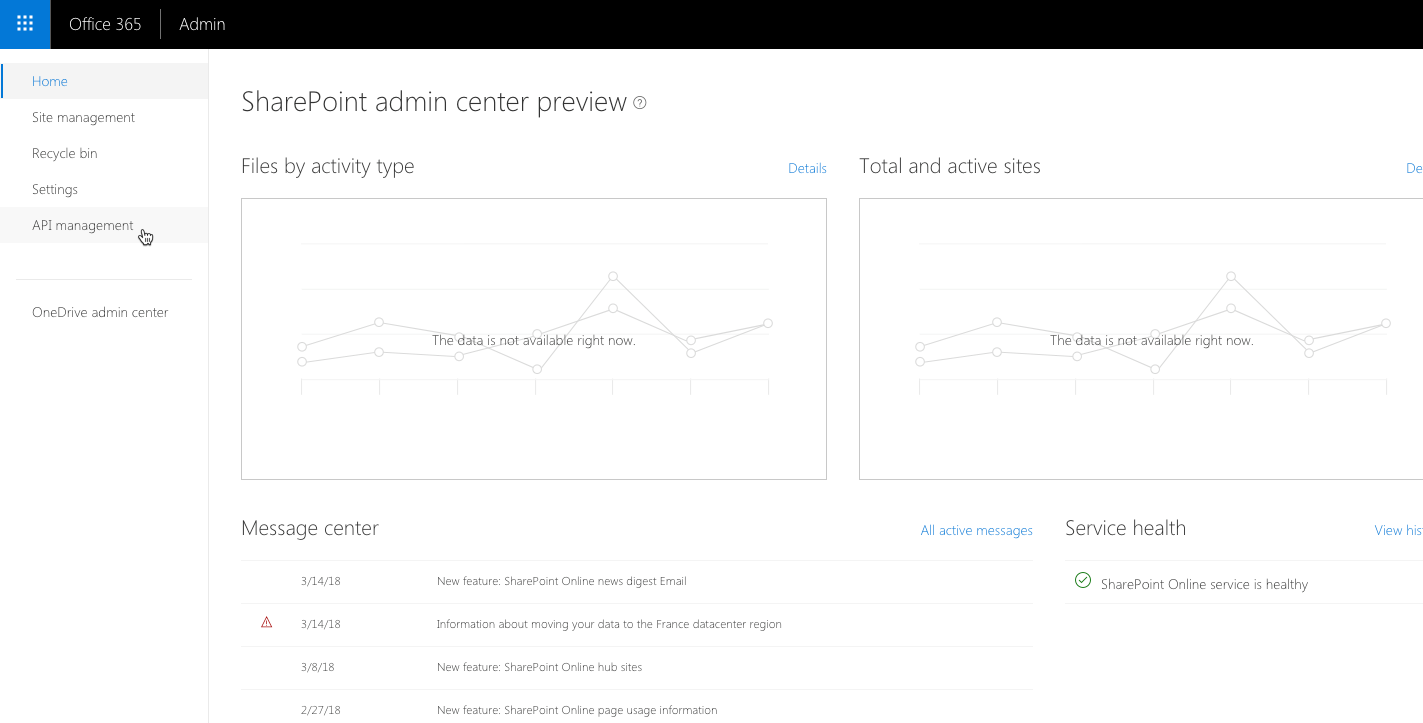 Office 365
Admin
Home
Site management
Recycle bin
Settings
API management
OneDrive admin center
SharePoint admin center preview ?
Files by activity type
Details
The data is not available right now.
Total and active sites
De
The data is not available right now.
Message center
All active messages
3/14/18 New feature: SharePoint Online news digest Email
3/14/18 Information about moving your data to the France datacenter region
3/8/18 New feature: SharePoint Online hub sites
2/27/18 New feature: SharePoint Online page usage information
Service health
View his
SharePoint Online service is healthy